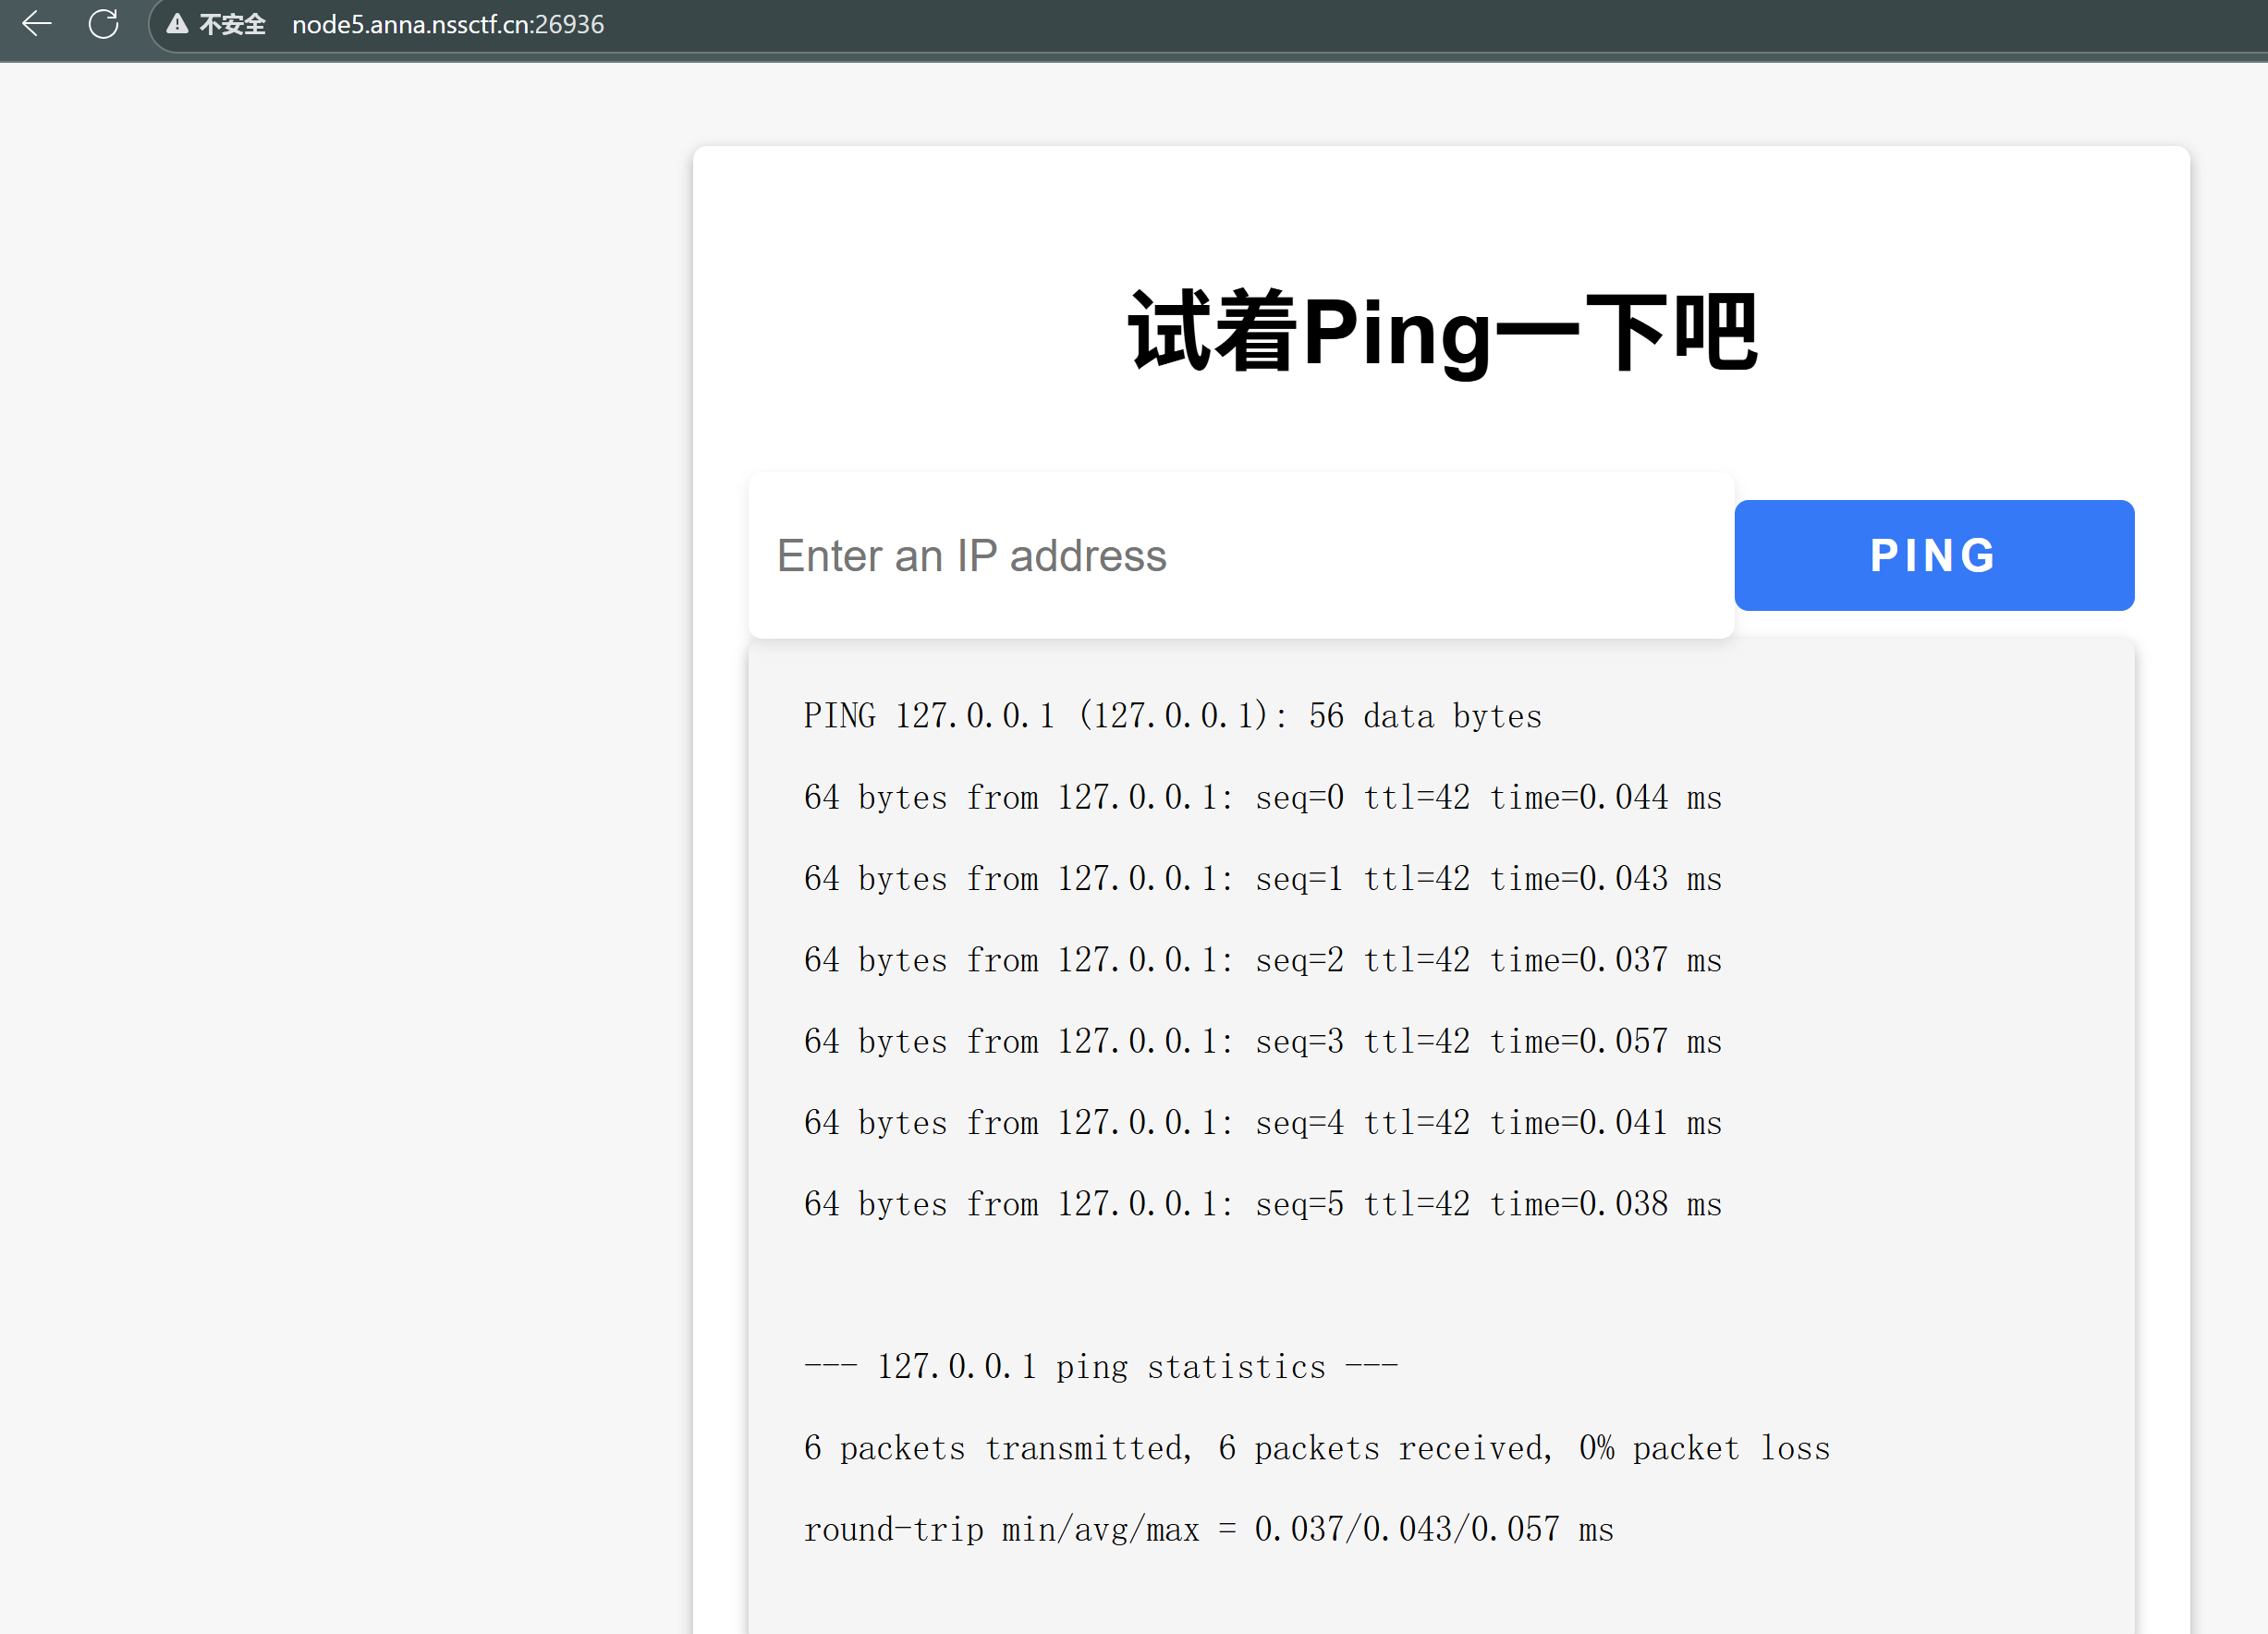 不安全 node5.anna.nssctf.cn:26936
试着Ping一下吧
Enter an IP address
PING
PING 127.0.0.1 (127.0.0.1): 56 data bytes
64 bytes from 127.0.0.1: seq=0 ttl=42 time=0.044 ms
64 bytes from 127.0.0.1: seq=1 ttl=42 time=0.043 ms
64 bytes from 127.0.0.1: seq=2 ttl=42 time=0.037 ms
64 bytes from 127.0.0.1: seq=3 ttl=42 time=0.057 ms
64 bytes from 127.0.0.1: seq=4 ttl=42 time=0.041 ms
64 bytes from 127.0.0.1: seq=5 ttl=42 time=0.038 ms
--- 127.0.0.1 ping statistics ---
6 packets transmitted, 6 packets received, 0% packet loss
round-trip min/avg/max = 0.037/0.043/0.057 ms